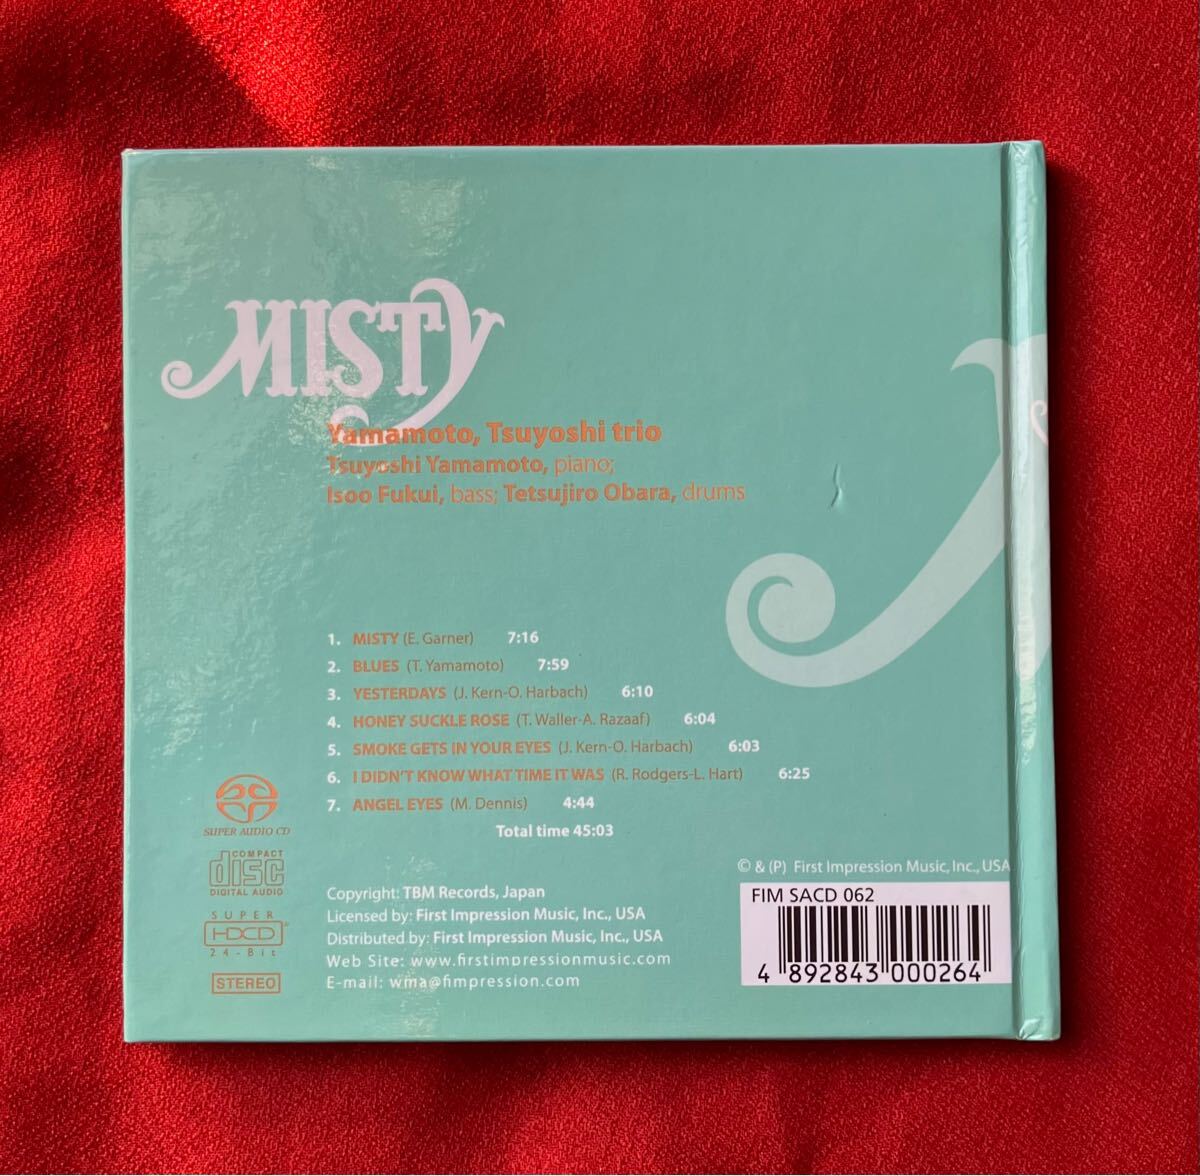 MISTY
Yamamoto, Tsuyoshi trio
Tsuyoshi Yamamoto, piano;
Isoo Fukui, bass; Tetsujiro Obara, drums
1. MISTY (E. Garner) 7:16
2. BLUES (T. Yamamoto) 7:59
3. YESTERDAYS (J. Kern-O. Harbach) 6:10
4. HONEY SUCKLE ROSE (T. Waller-A. Razaaf) 6:04
5. SMOKE GETS IN YOUR EYES (J. Kern-O. Harbach) 6:03
6. I DIDN'T KNOW WHAT TIME IT WAS (R. Rodgers-L. Hart) 6:25
7. ANGEL EYES (M. Dennis) 4:44
Total time 45:03
SUPER AUDIO CD
COMPACT
disc
DIGITAL AUDIO
SUPER
HDCD
24-Bit
STEREO
Copyright: TBM Records, Japan
Licensed by: First Impression Music, Inc., USA
Distributed by: First Impression Music, Inc., USA
Web Site: www.firstimpressionmusic.com
E-mail: wma@fimpression.com
© & (P) First Impression Music, Inc., USA
FIM SACD 062
4 892843 000264